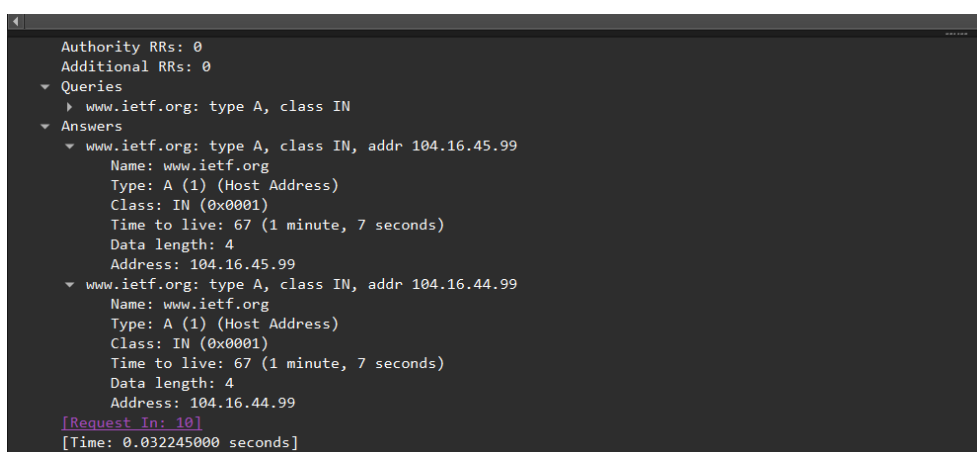 Authority RRs: 0
Additional RRs: 0
Queries
www.ietf.org: type A, class IN
Answers
www.ietf.org: type A, class IN, addr 104.16.45.99
Name: www.ietf.org
Type: A (1) (Host Address)
Class: IN (0x0001)
Time to live: 67 (1 minute, 7 seconds)
Data length: 4
Address: 104.16.45.99
www.ietf.org: type A, class IN, addr 104.16.44.99
Name: www.ietf.org
Type: A (1) (Host Address)
Class: IN (0x0001)
Time to live: 67 (1 minute, 7 seconds)
Data length: 4
Address: 104.16.44.99
[Request In: 10]
[Time: 0.032245000 seconds]